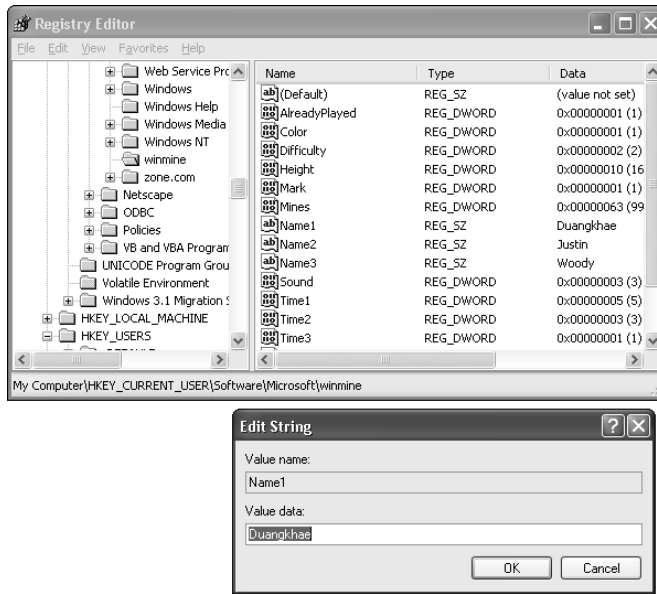 Registry Editor
File Edit View Favorites Help
Name Type Data
Web Service Prc
Windows
Windows Help
Windows Media
Windows NT
winmine
zone.com
Netscape
ODBC
Policies
VB and VBA Program
UNICODE Program Grou
Volatile Environment
Windows 3.1 Migration S
HKEY_LOCAL_MACHINE
HKEY_USERS
(Default) REG_SZ (value not set)
AlreadyPlayed REG_DWORD 0x00000001 (1)
Color REG_DWORD 0x00000001 (1)
Difficulty REG_DWORD 0x00000002 (2)
Height REG_DWORD 0x00000010 (16
Mark REG_DWORD 0x00000001 (1)
Mines REG_DWORD 0x00000063 (99
Name1 REG_SZ Duangkhae
Name2 REG_SZ Justin
Name3 REG_SZ Woody
Sound REG_DWORD 0x00000003 (3)
Time1 REG_DWORD 0x00000005 (5)
Time2 REG_DWORD 0x00000003 (3)
Time3 REG_DWORD 0x00000001 (1)
My Computer\HKEY_CURRENT_USER\Software\Microsoft\winmine
Edit String
Value name:
Name1
Value data:
Duangkhae
OK Cancel